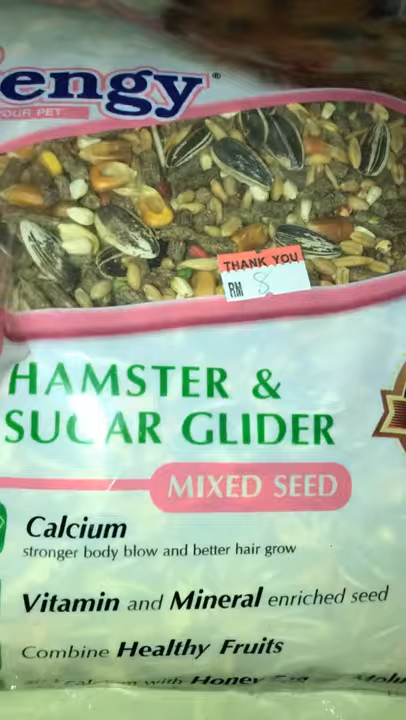 engy®
YOUR PET
THANK YOU
RM 8
HAMSTER &
SUGAR GLIDER
MIXED SEED
Calcium
stronger body blow and better hair grow
Vitamin and Mineral enriched seed
Combine Healthy Fruits
with Honey